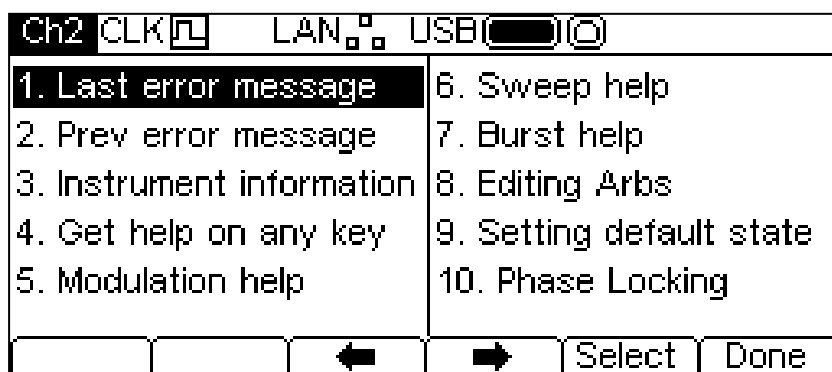 Ch2 CLK LAN USB
1. Last error message
2. Prev error message
3. Instrument information
4. Get help on any key
5. Modulation help
6. Sweep help
7. Burst help
8. Editing Arbs
9. Setting default state
10. Phase Locking
Select Done